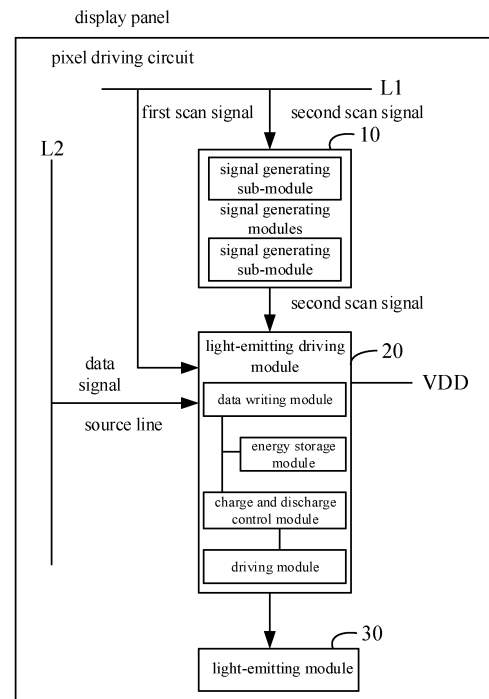 display panel
pixel driving circuit
L1
first scan signal
second scan signal
L2
10
signal generating
sub-module
signal generating
modules
signal generating
sub-module
second scan signal
light-emitting driving
module
20
data
signal
VDD
data writing module
source line
energy storage
module
charge and discharge
control module
driving module
30
light-emitting module